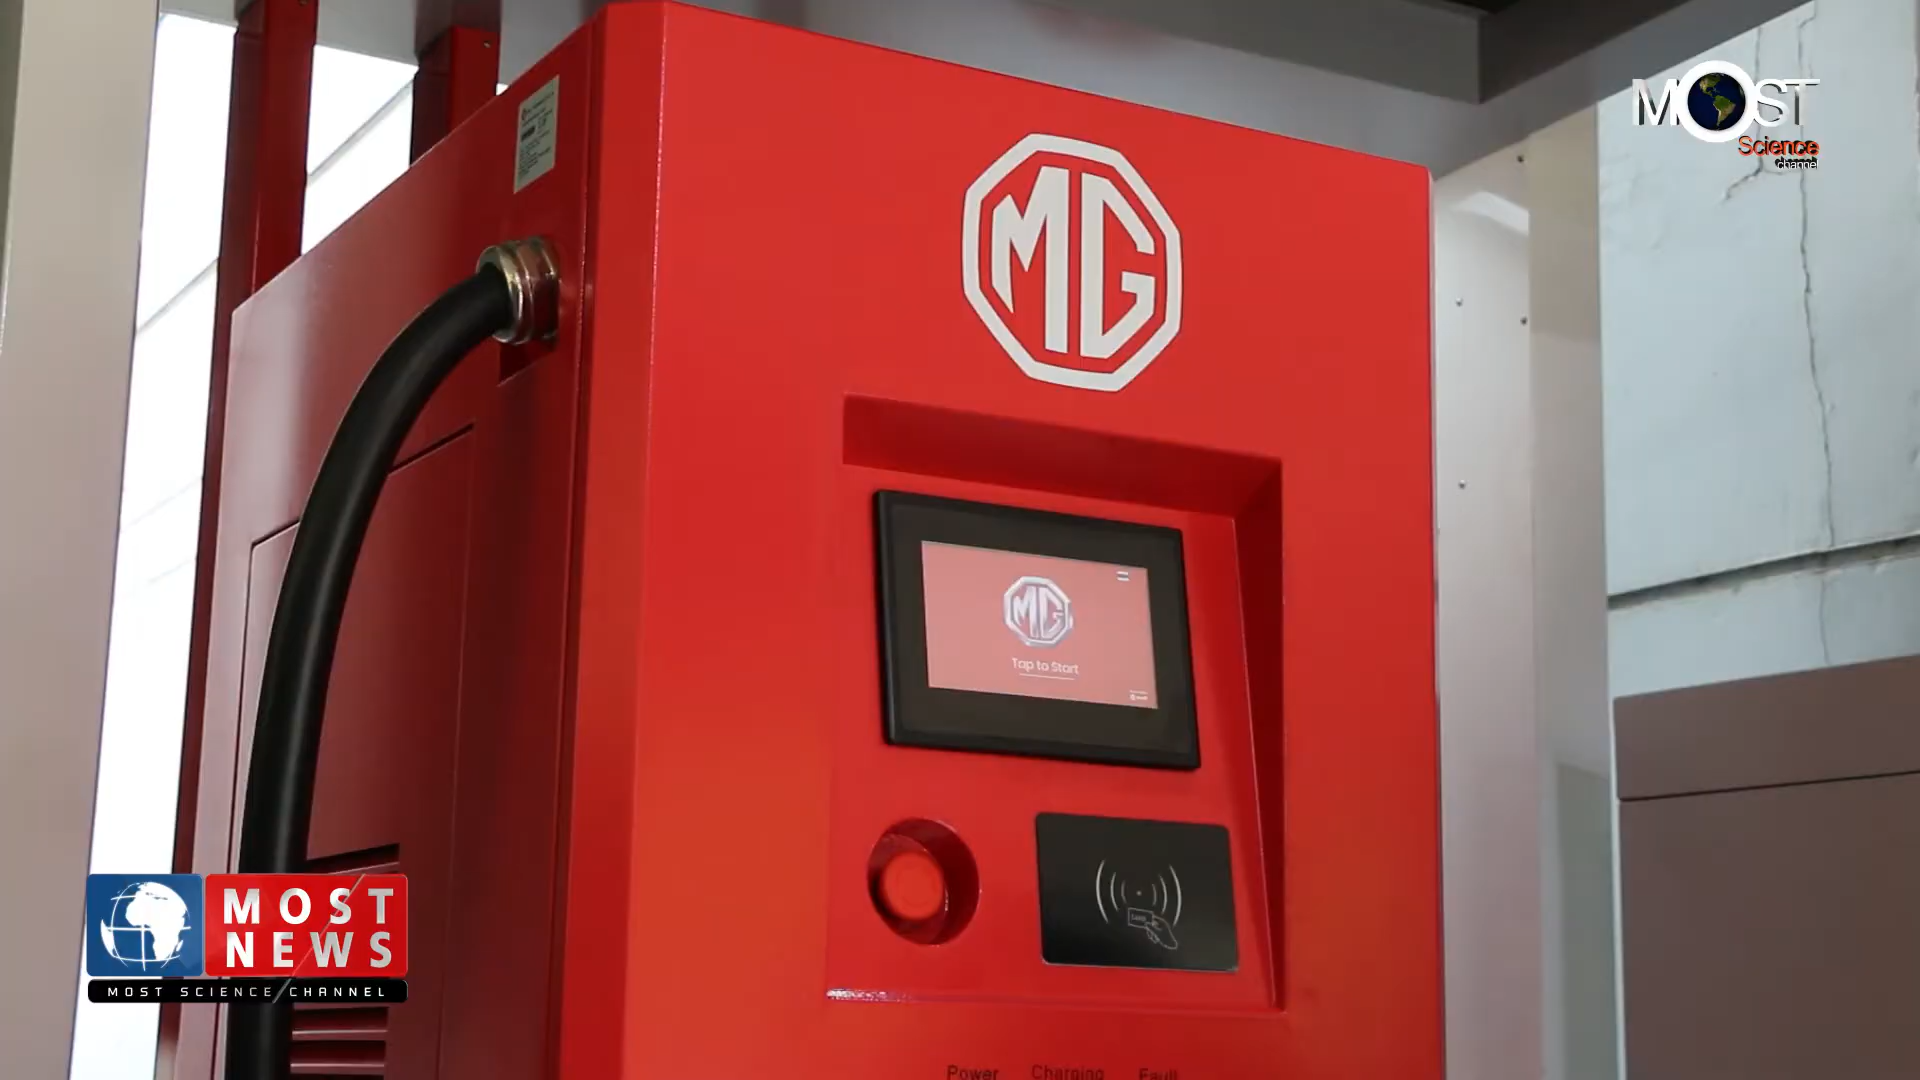 MOST
Science
channel
MG
MG
Tap to Start
MOST
NEWS
MOST SCIENCE CHANNEL
Power Charging Fault